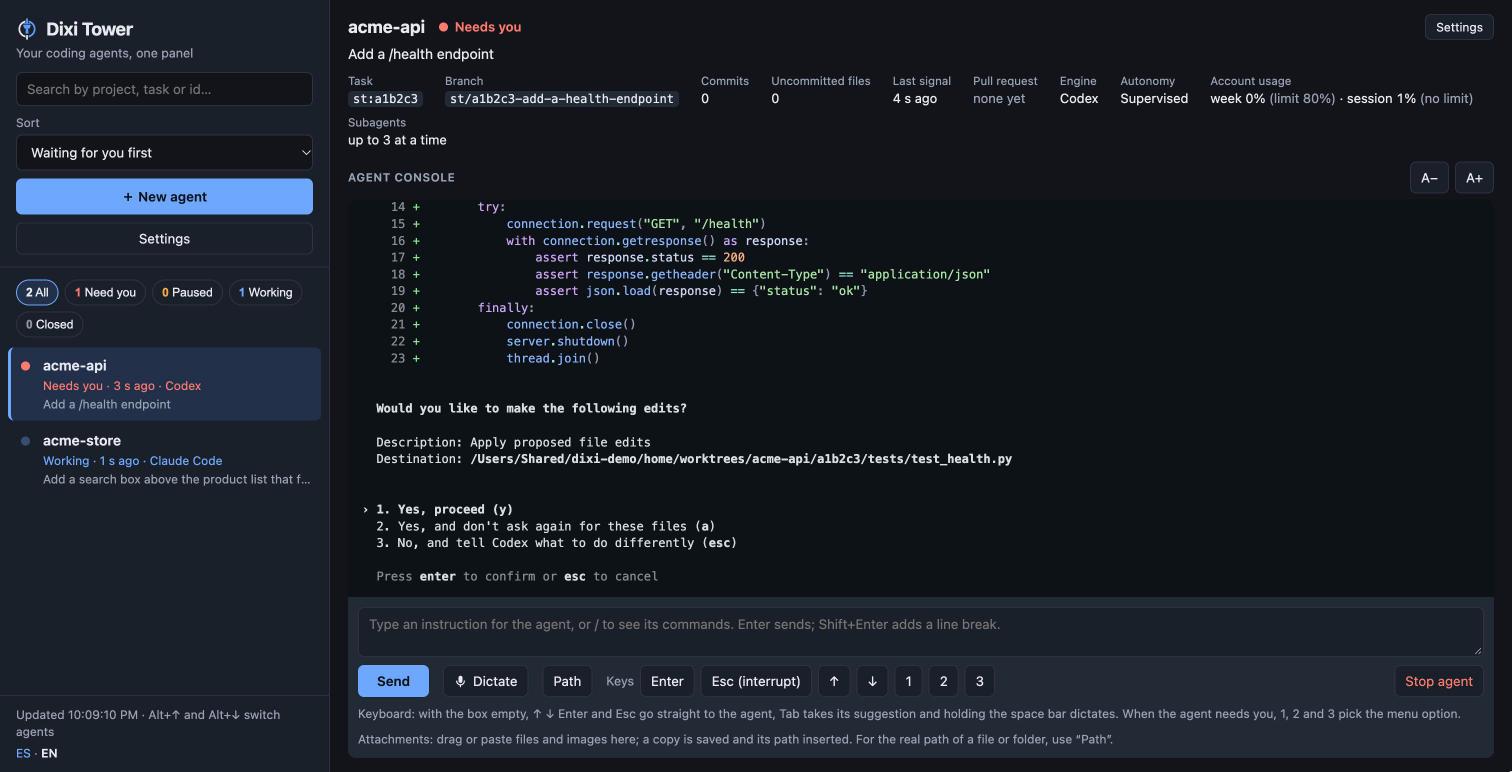 Dixi Tower
Your coding agents, one panel
Search by project, task or id...
Sort
Waiting for you first
+ New agent
Settings
2 All
1 Need you
0 Paused
1 Working
0 Closed
acme-api
Needs you · 3 s ago · Codex
Add a /health endpoint
acme-store
Working · 1 s ago · Claude Code
Add a search box above the product list that f...
Updated 10:09:10 PM · Alt+↑ and Alt+↓ switch
agents
ES · EN
acme-api
Needs you
Settings
Add a /health endpoint
Task
st:a1b2c3
Branch
st/a1b2c3-add-a-health-endpoint
Commits
0
Uncommitted files
0
Last signal
4 s ago
Pull request
none yet
Engine
Codex
Autonomy
Supervised
Account usage
week 0% (limit 80%) · session 1% (no limit)
Subagents
up to 3 at a time
AGENT CONSOLE
A−
A+
14 +        try:
15 +            connection.request("GET", "/health")
16 +            with connection.getresponse() as response:
17 +                assert response.status == 200
18 +                assert response.getheader("Content-Type") == "application/json"
19 +                assert json.load(response) == {"status": "ok"}
20 +        finally:
21 +            connection.close()
22 +            server.shutdown()
23 +            thread.join()
Would you like to make the following edits?
Description: Apply proposed file edits
Destination: /Users/Shared/dixi-demo/home/worktrees/acme-api/a1b2c3/tests/test_health.py
› 1. Yes, proceed (y)
2. Yes, and don't ask again for these files (a)
3. No, and tell Codex what to do differently (esc)
Press enter to confirm or esc to cancel
Type an instruction for the agent, or / to see its commands. Enter sends; Shift+Enter adds a line break.
Send
Dictate
Path
Keys
Enter
Esc (interrupt)
↑
↓
1
2
3
Stop agent
Keyboard: with the box empty, ↑ ↓ Enter and Esc go straight to the agent, Tab takes its suggestion and holding the space bar dictates. When the agent needs you, 1, 2 and 3 pick the menu option.
Attachments: drag or paste files and images here; a copy is saved and its path inserted. For the real path of a file or folder, use “Path”.